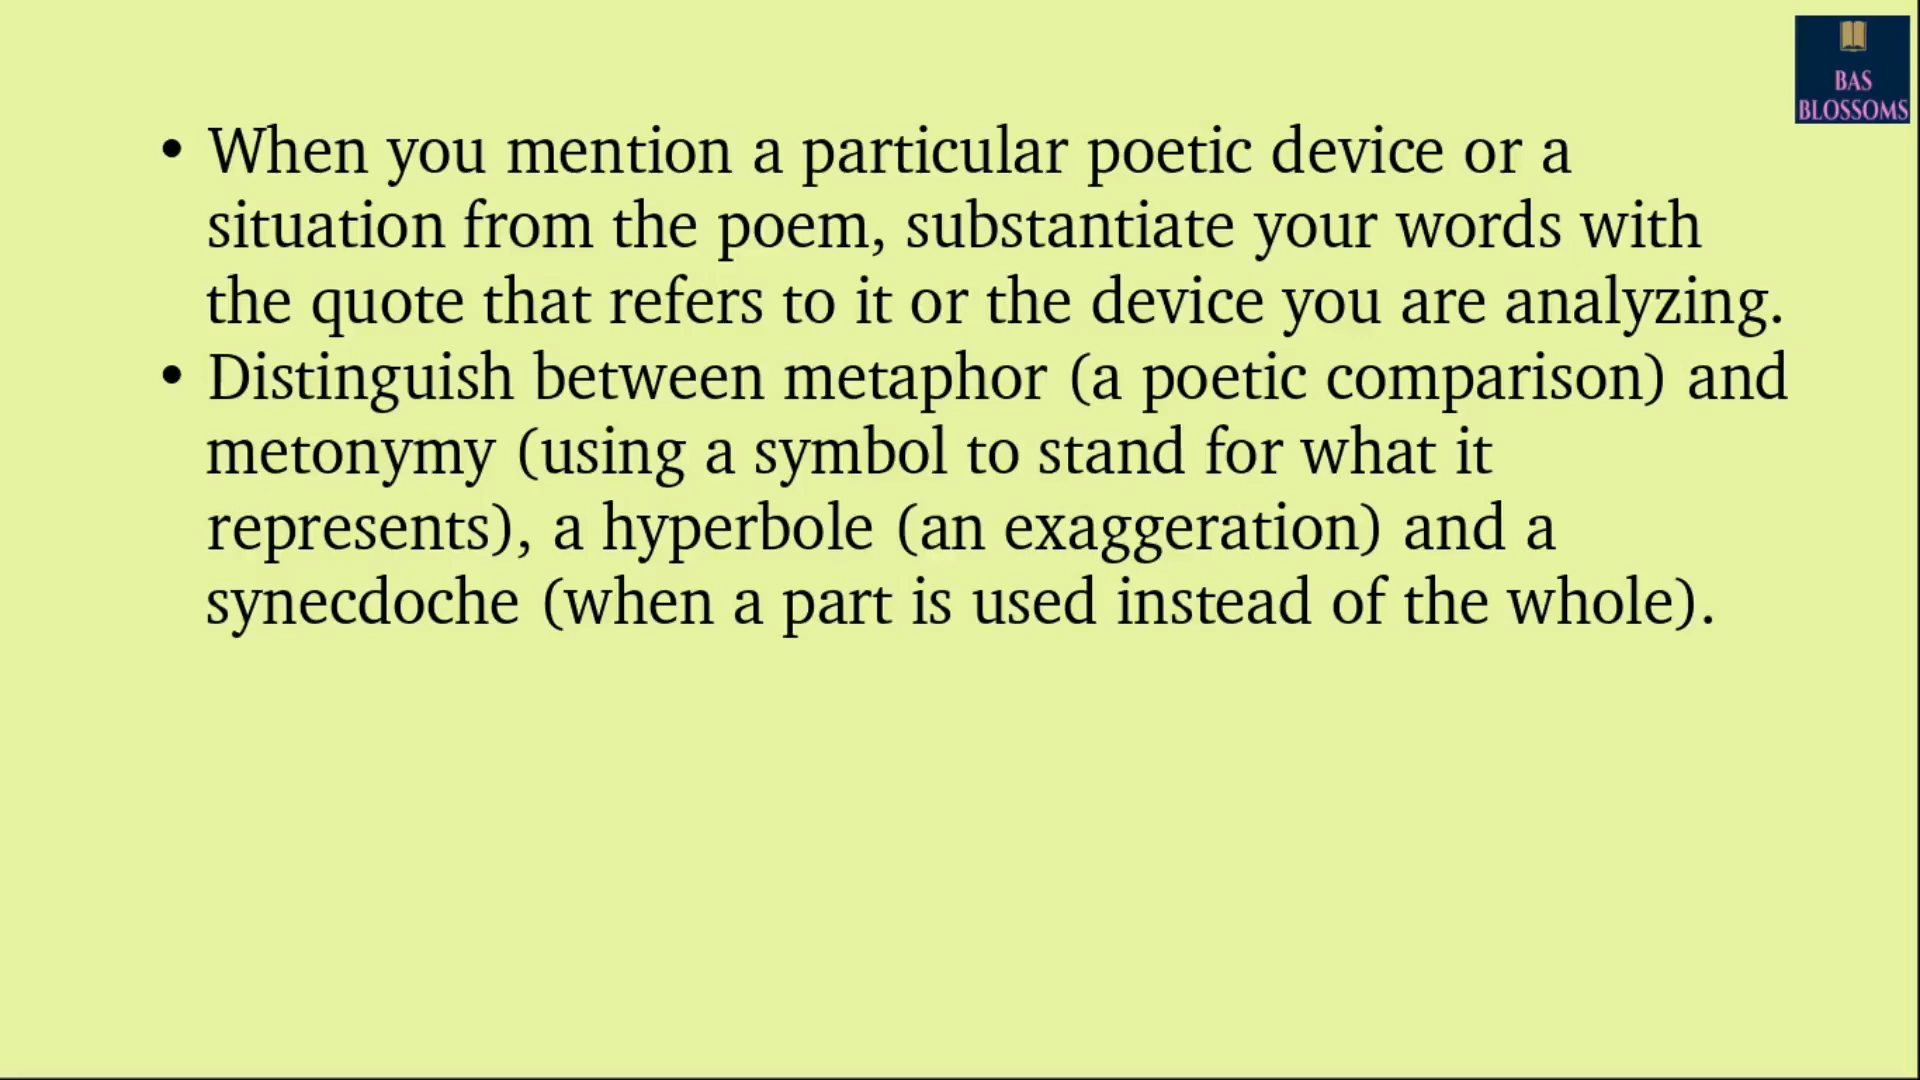 BAS
BLOSSOMS
• When you mention a particular poetic device or a
situation from the poem, substantiate your words with
the quote that refers to it or the device you are analyzing.
• Distinguish between metaphor (a poetic comparison) and
metonymy (using a symbol to stand for what it
represents), a hyperbole (an exaggeration) and a
synecdoche (when a part is used instead of the whole).